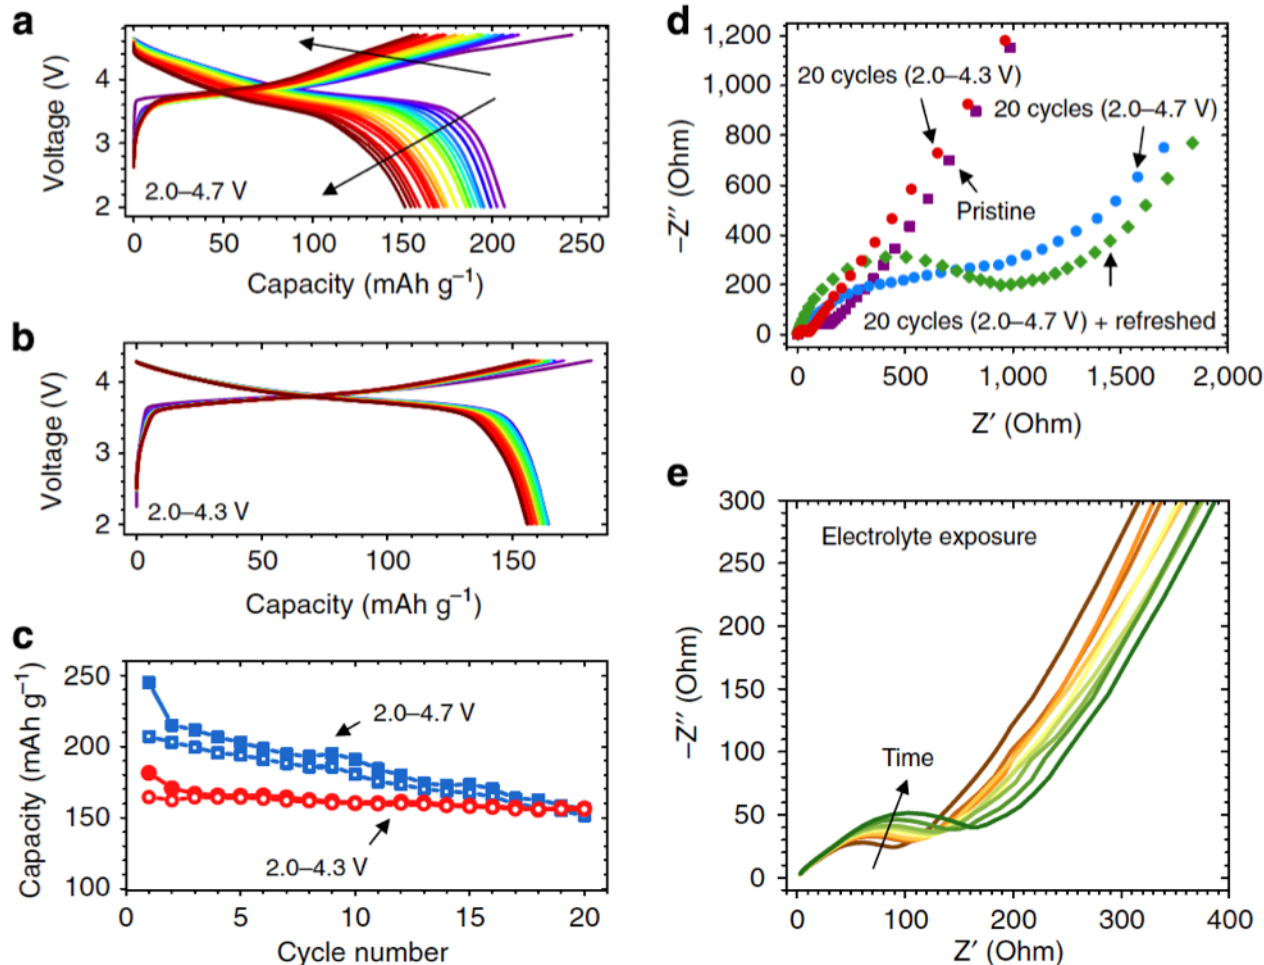 a
Voltage (V)
4
3
2
2.0–4.7 V
0
50
100
150
200
250
Capacity (mAh g⁻¹)
b
Voltage (V)
4
3
2
2.0–4.3 V
0
50
100
150
Capacity (mAh g⁻¹)
c
Capacity (mAh g⁻¹)
250
200
150
100
2.0–4.7 V
2.0–4.3 V
0
5
10
15
20
Cycle number
d
−Z″ (Ohm)
1,200
1,000
800
600
400
200
0
20 cycles (2.0–4.3 V)
20 cycles (2.0–4.7 V)
Pristine
20 cycles (2.0–4.7 V) + refreshed
0
500
1,000
1,500
2,000
Z′ (Ohm)
e
−Z″ (Ohm)
300
250
200
150
100
50
0
Electrolyte exposure
Time
0
100
200
300
400
Z′ (Ohm)